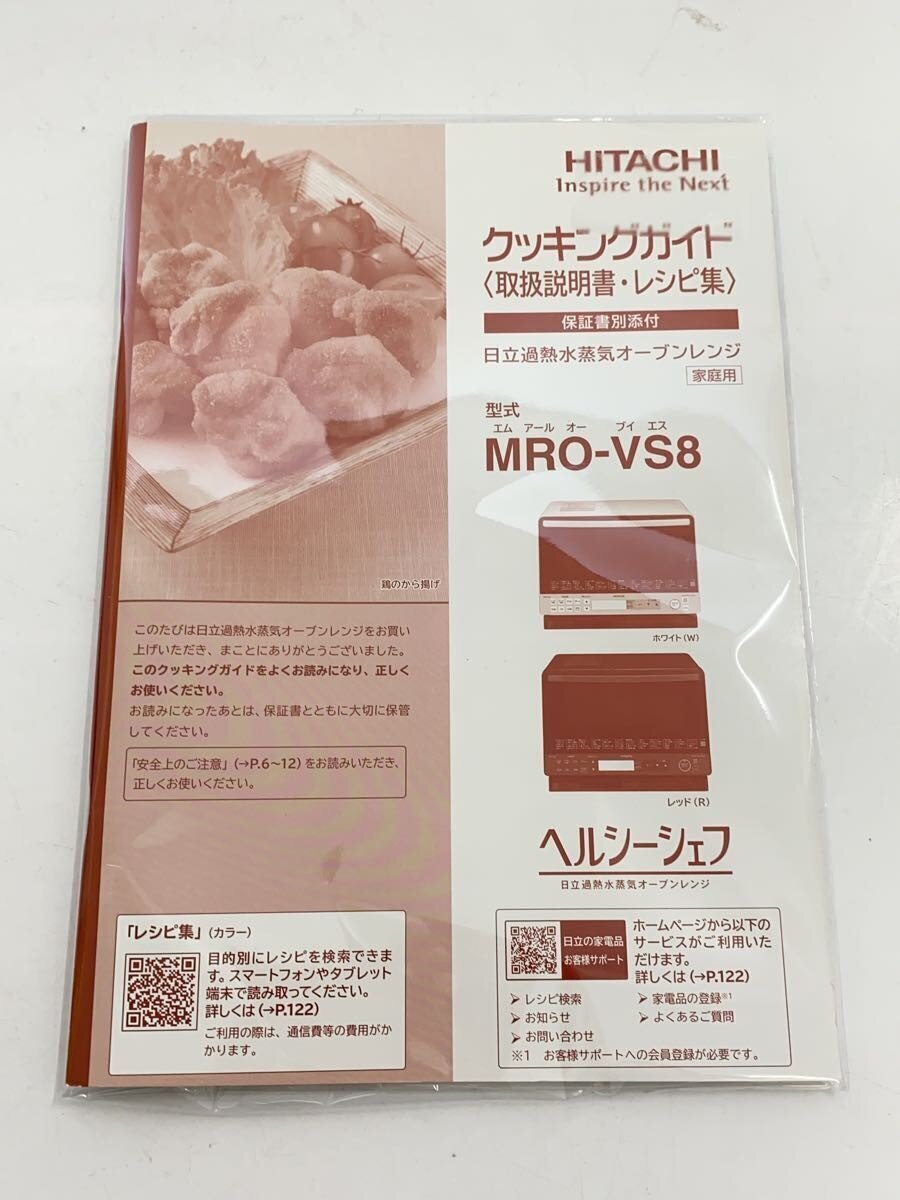 HITACHI
Inspire the Next
クッキングガイド
〈取扱説明書・レシピ集〉
保証書別添付
日立過熱水蒸気オーブンレンジ
家庭用
型式
エム アール オー ブイ エス
MRO-VS8
ホワイト(W)
レッド(R)
ヘルシーシェフ
日立過熱水蒸気オーブンレンジ
鶏のから揚げ
このたびは日立過熱水蒸気オーブンレンジをお買い
上げいただき、まことにありがとうございました。
このクッキングガイドをよくお読みになり、正しく
お使いください。
お読みになったあとは、保証書とともに大切に保管
してください。
「安全上のご注意」(→P.6~12)をお読みいただき、
正しくお使いください。
「レシピ集」(カラー)
目的別にレシピを検索できま
す。スマートフォンやタブレット
端末で読み取ってください。
詳しくは(→P.122)
ご利用の際は、通信費等の費用がか
かります。
日立の家電品
お客様サポート
ホームページから以下の
サービスがご利用いた
だけます。
詳しくは(→P.122)
➢ レシピ検索 ➢ 家電品の登録※1
➢ お知らせ ➢ よくあるご質問
➢ お問い合わせ
※1 お客様サポートへの会員登録が必要です。